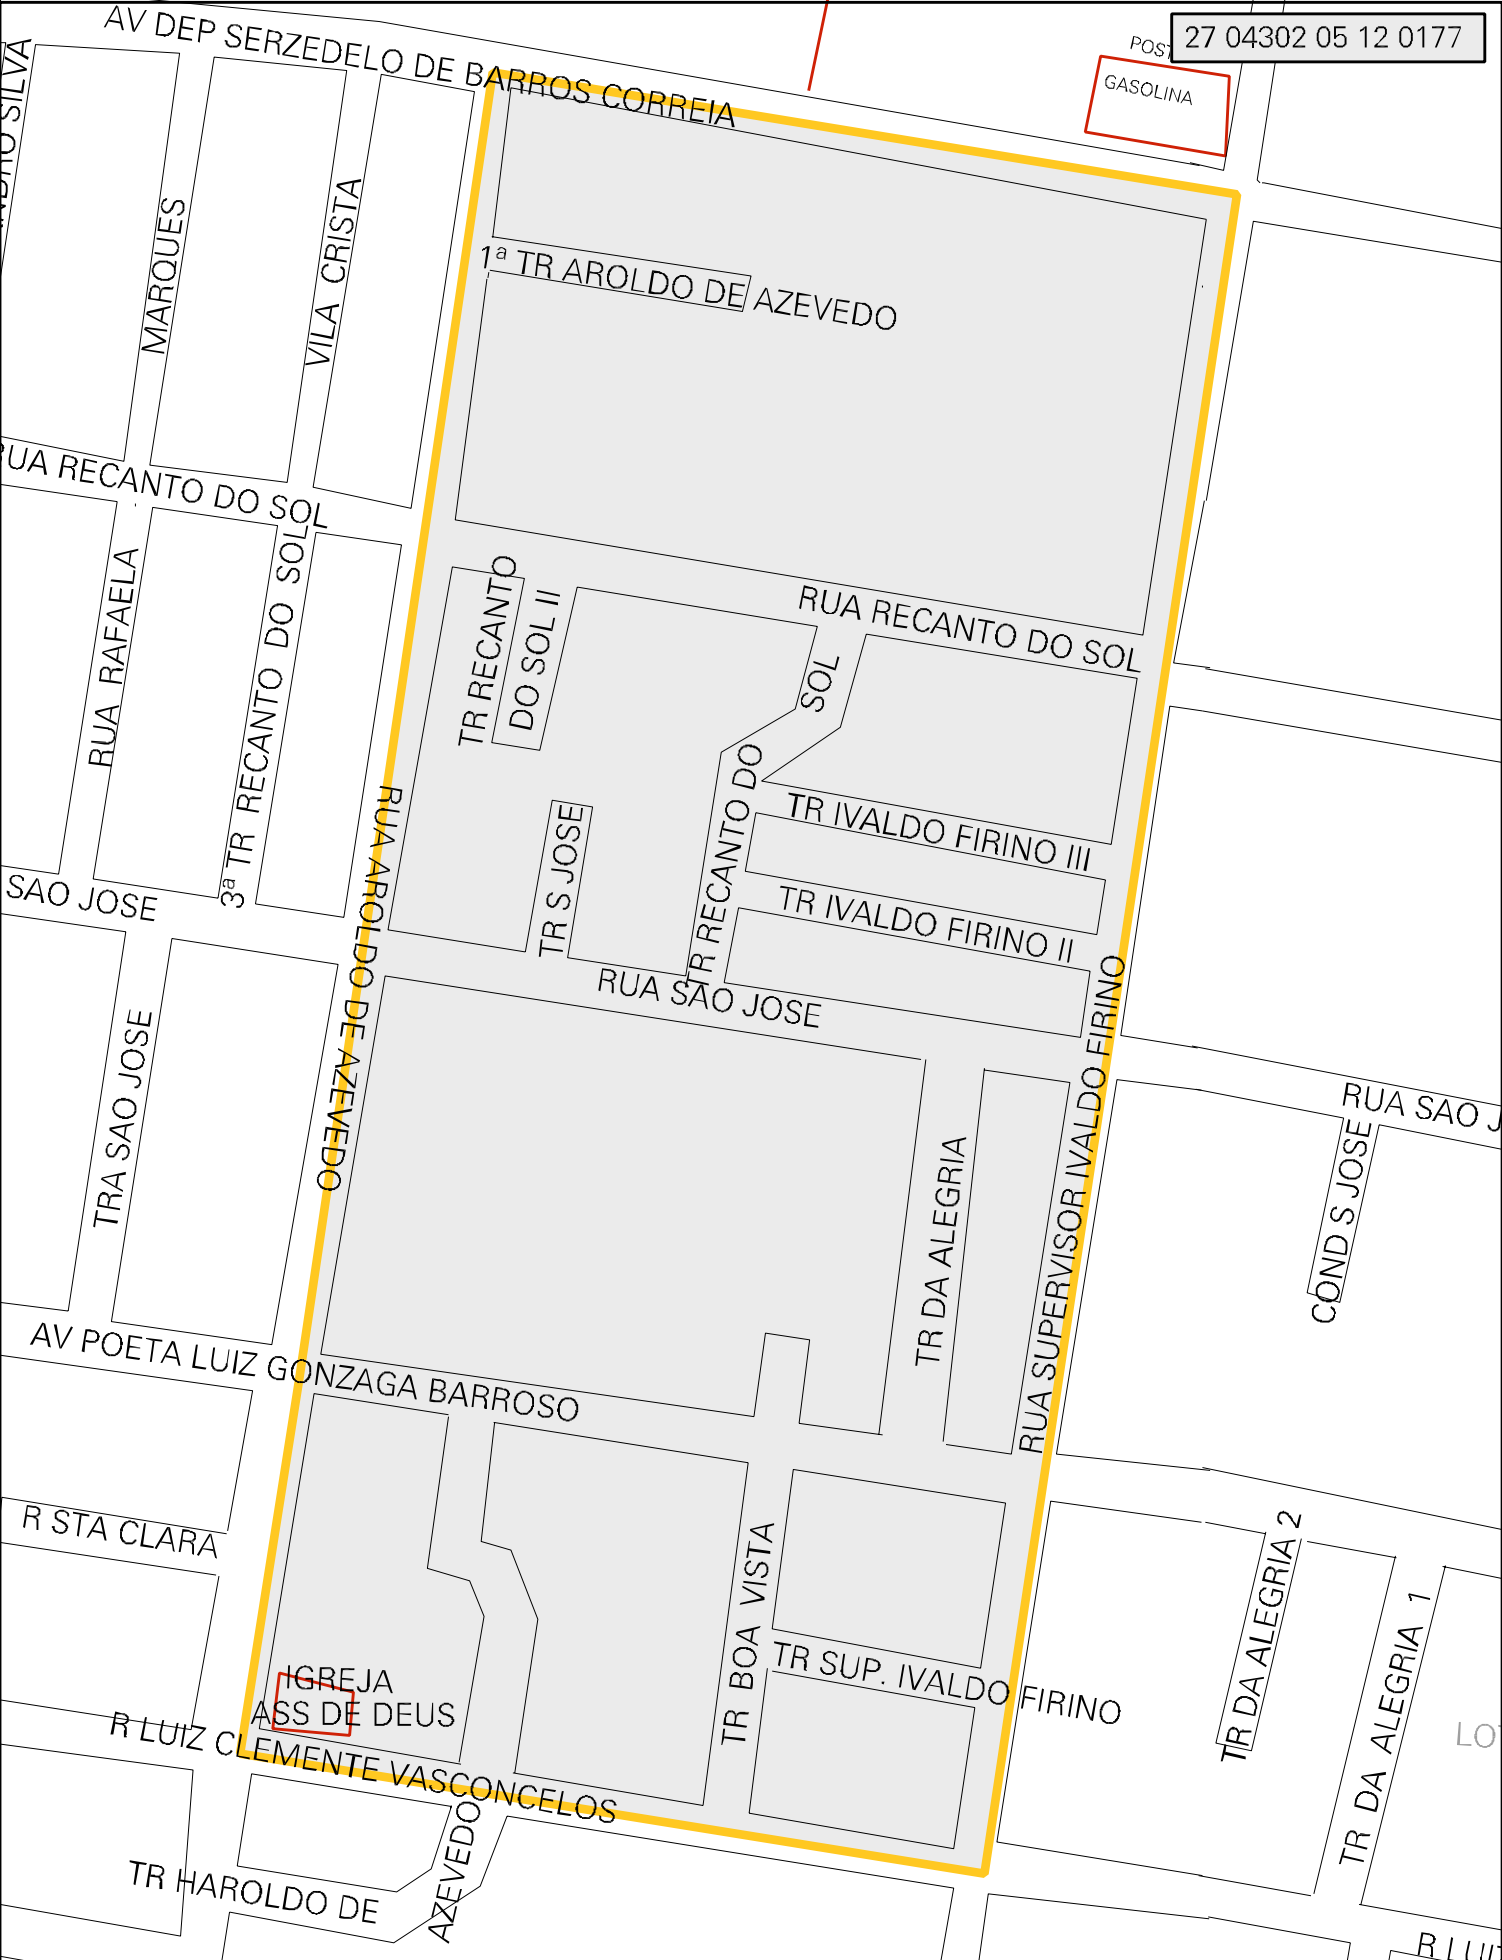 AV DEP SERZEDELO DE BARROS CORREIA
27 04302 05 12 0177
GASOLINA
MARQUES
VILA CRISTA
1ª TR AROLDO DE AZEVEDO
RUA RECANTO DO SOL
RUA RAFAELA
3ª TR RECANTO DO SOL
TR RECANTO
DO SOL II
RUA RECANTO DO SOL
SOL
TR RECANTO DO
TR IVALDO FIRINO III
TR IVALDO FIRINO II
TR S JOSE
SAO JOSE
RUA SAO JOSE
RUA AROLDO DE AZEVEDO
TRA SAO JOSE
TR DA ALEGRIA
RUA SUPERVISOR IVALDO FIRINO
RUA SAO J
COND S JOSE
AV POETA LUIZ GONZAGA BARROSO
R STA CLARA
TR BOA VISTA
TR SUP. IVALDO FIRINO
TR DA ALEGRIA 2
TR DA ALEGRIA 1
IGREJA
ASS DE DEUS
R LUIZ CLEMENTE VASCONCELOS
TR HAROLDO DE
AZEVEDO